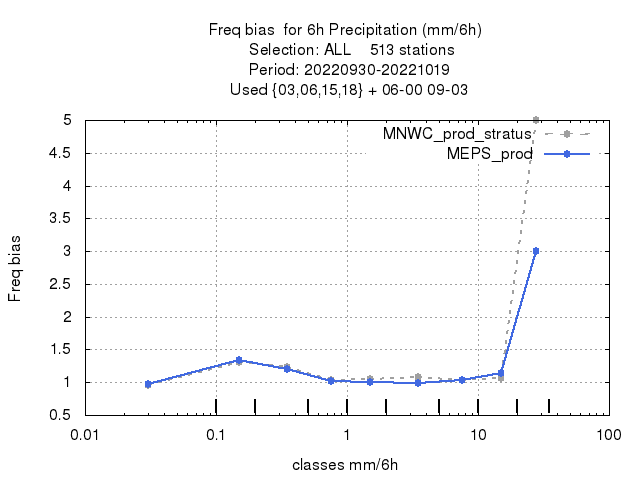 Freq bias  for 6h Precipitation (mm/6h)
Selection: ALL    513 stations
Period: 20220930-20221019
Used {03,06,15,18} + 06-00 09-03
MNWC_prod_stratus
MEPS_prod
Freq bias
5
4.5
4
3.5
3
2.5
2
1.5
1
0.5
0.01
0.1
1
10
100
classes mm/6h